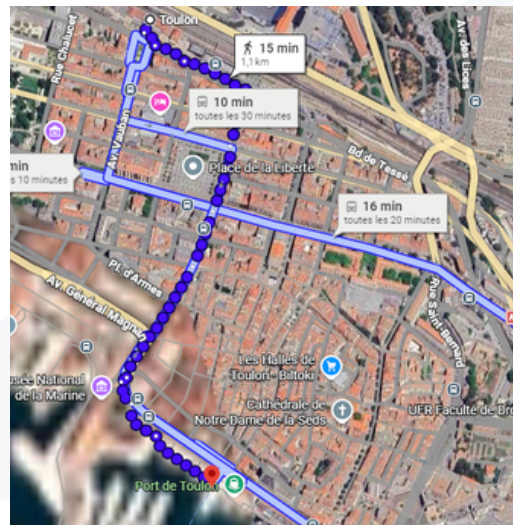 Toulon
Rue Chalucet
15 min
1,1 km
Av. des Lices
10 min
toutes les 30 minutes
Av. Vauban
Place de la Liberté
Bd de Tessé
min
s 10 minutes
16 min
toutes les 20 minutes
Pl. d'Armes
Av. Général Magnan
Rue Saint-Bernard
A
Les Halles de
Toulon - Biltoki
usée National
de la Marine
Cathédrale de
Notre Dame de la Seds
UFR Faculté de Dro
Port de Toulon